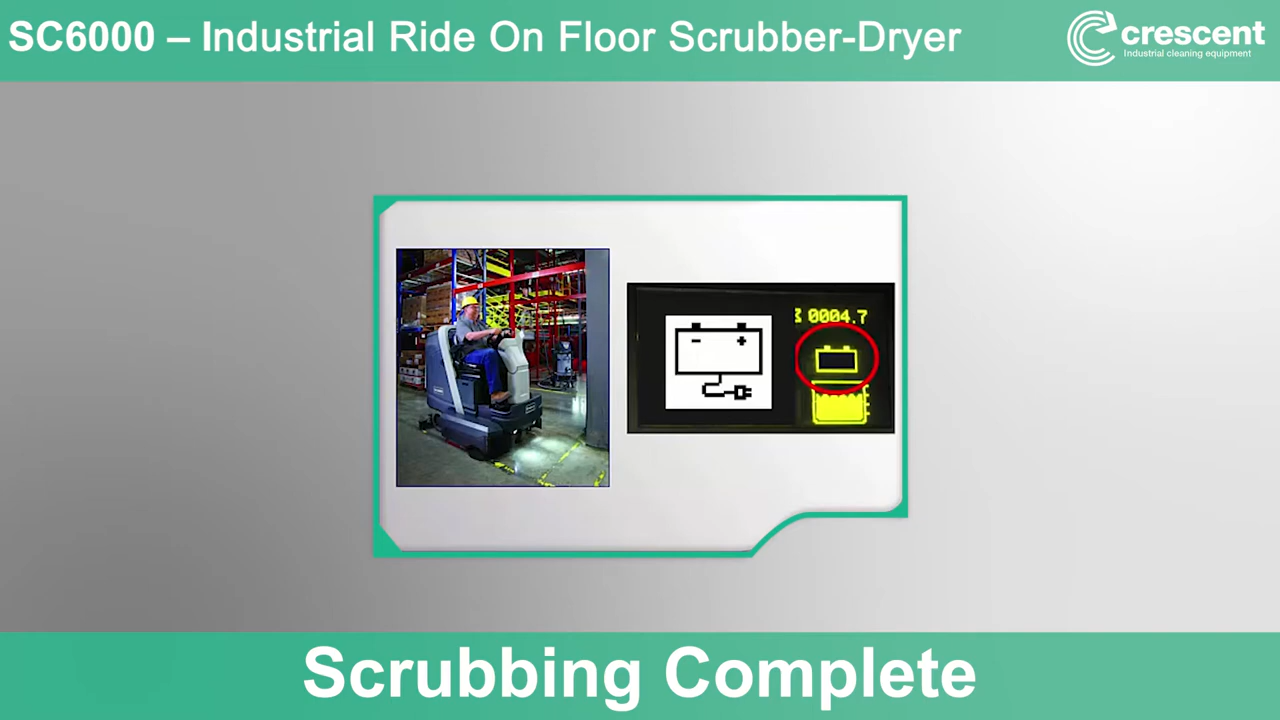 SC6000 – Industrial Ride On Floor Scrubber-Dryer
crescent
Industrial cleaning equipment
0004.7
Scrubbing Complete